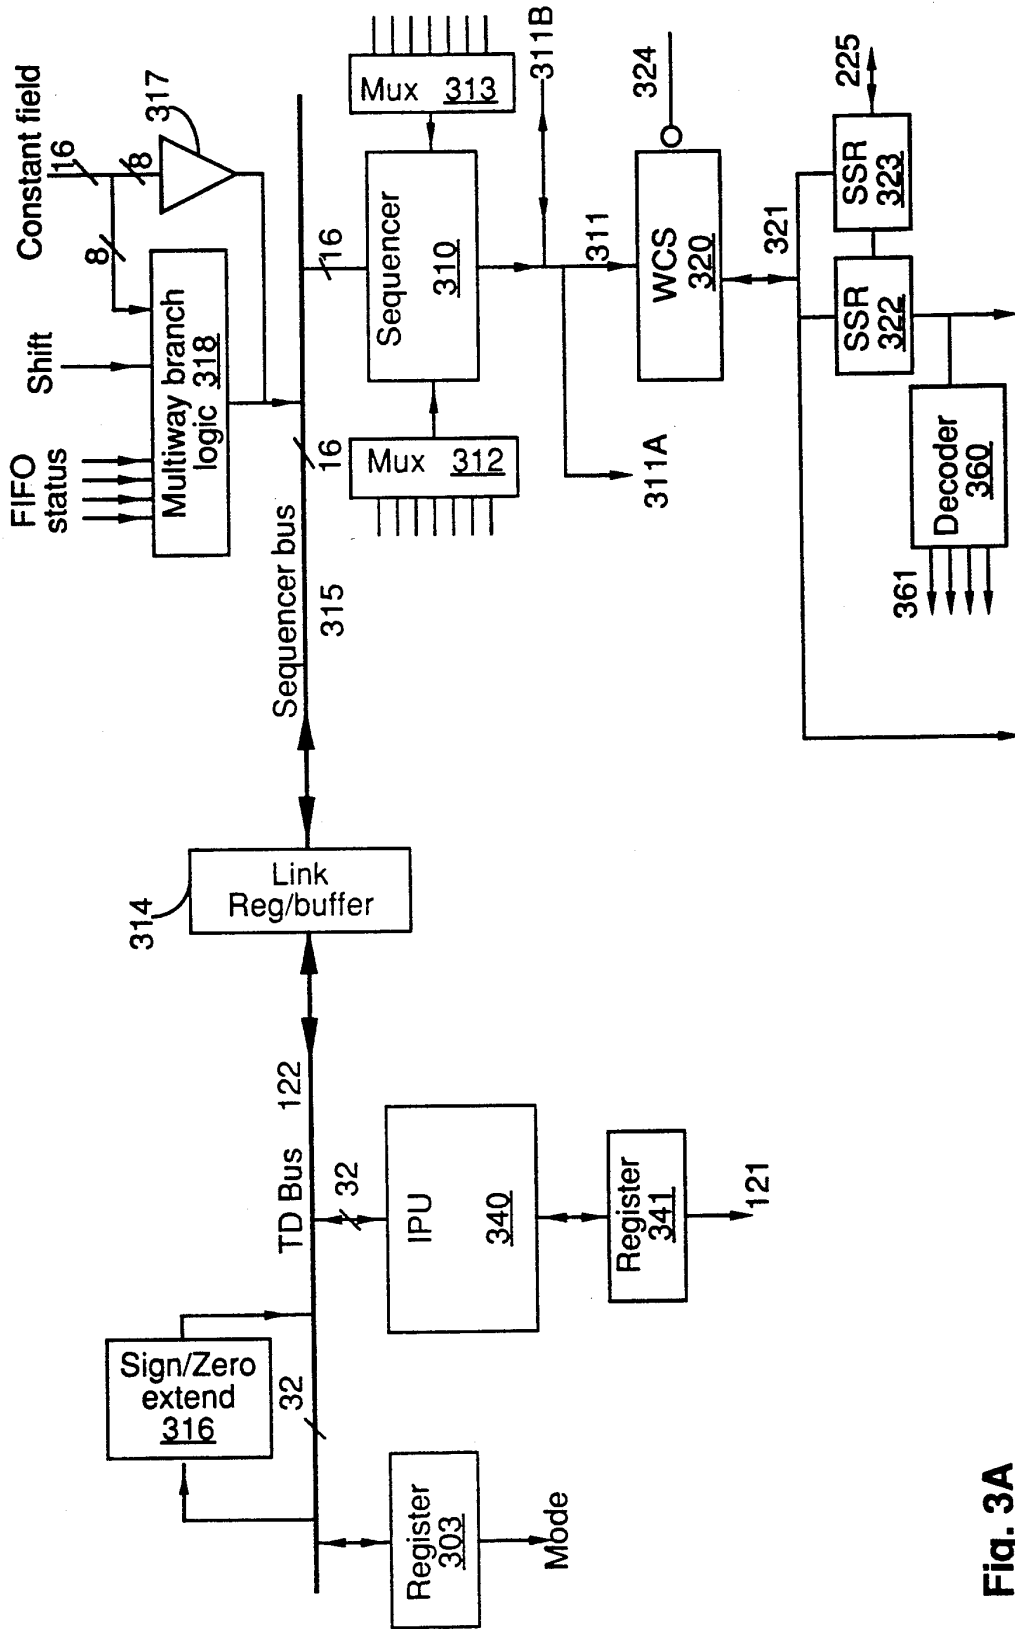 Constant field
16
317
8
8
Shift
FIFO
status
Multiway branch
logic 318
Sequencer bus
315
16
16
Mux 313
Sequencer
310
Mux 312
311B
311
311A
324
WCS
320
321
225
SSR
323
SSR
322
Decoder
360
361
314
Link
Reg/buffer
TD Bus 122
32
IPU
340
Register
341
121
Sign/Zero
extend
316
32
Register
303
Mode
Fig. 3A